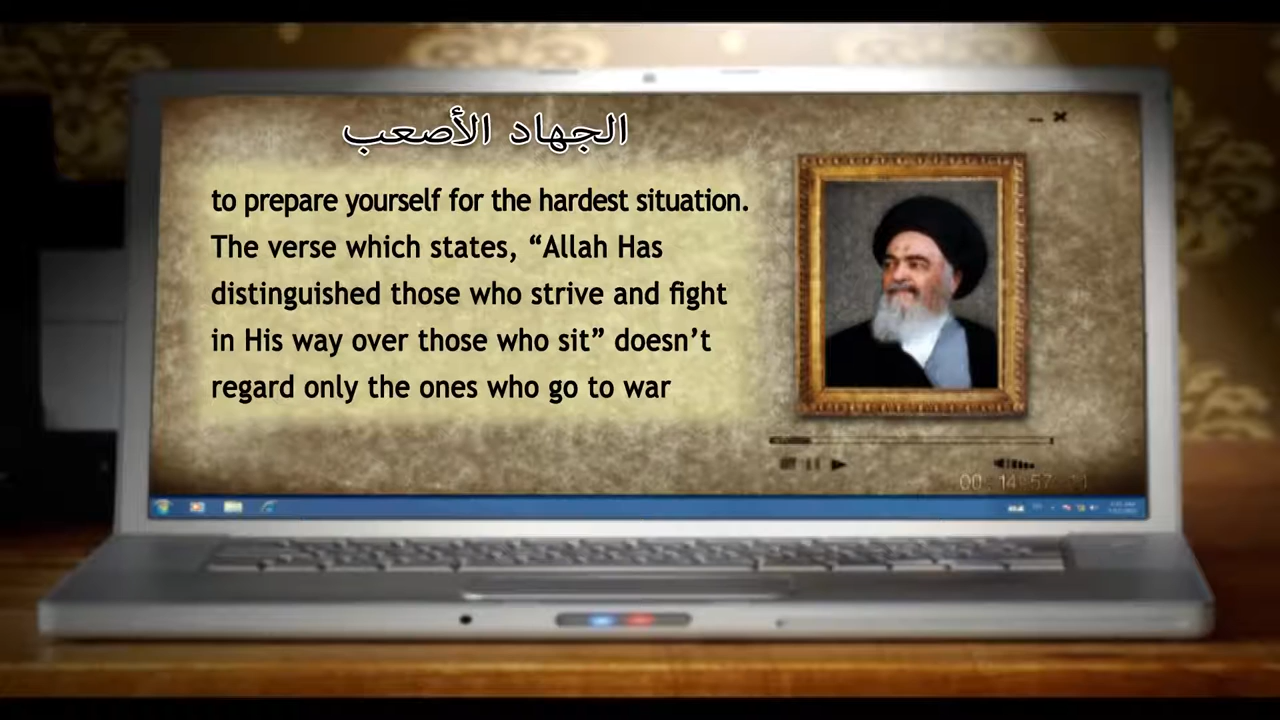 الجهاد الأصعب
to prepare yourself for the hardest situation.
The verse which states, “Allah Has
distinguished those who strive and fight
in His way over those who sit” doesn’t
regard only the ones who go to war